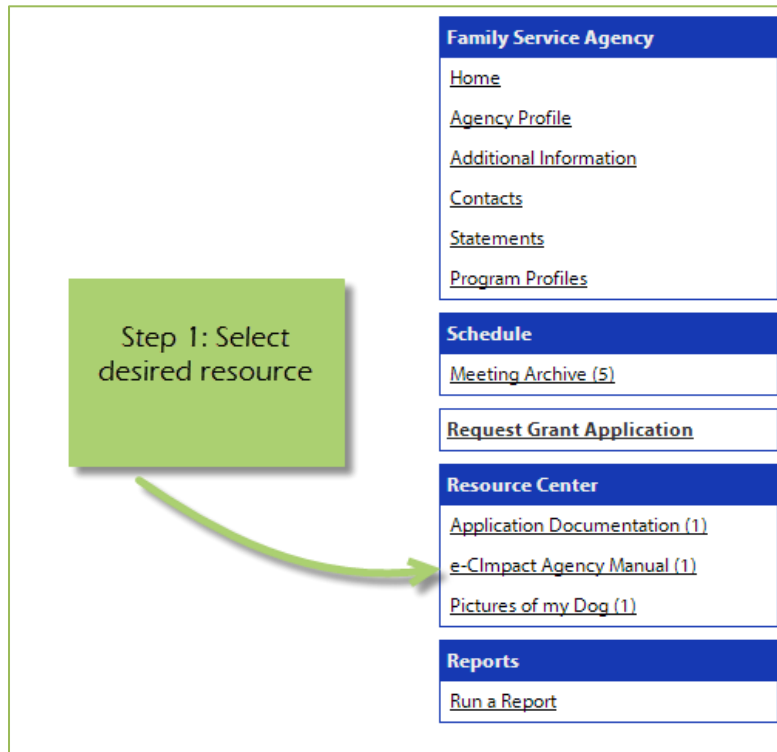 Family Service Agency
Home
Agency Profile
Additional Information
Contacts
Statements
Program Profiles
Step 1: Select
desired resource
Schedule
Meeting Archive (5)
Request Grant Application
Resource Center
Application Documentation (1)
e-CImpact Agency Manual (1)
Pictures of my Dog (1)
Reports
Run a Report